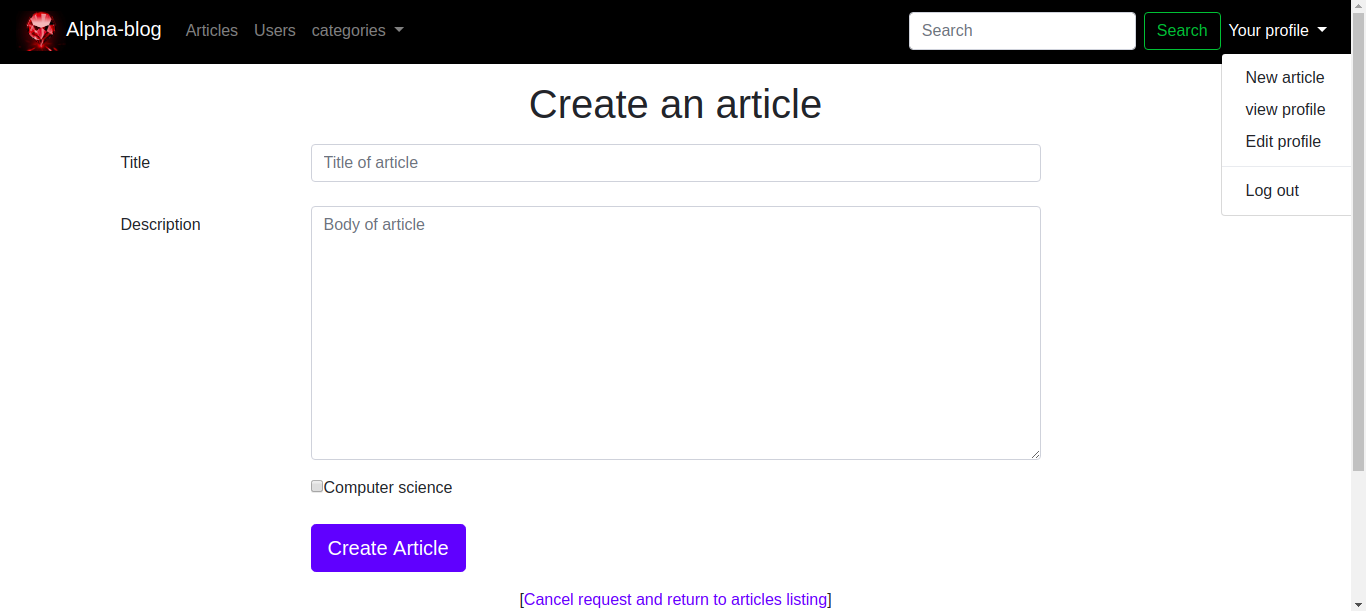 Alpha-blog Articles Users categories Search Search Your profile
New article
view profile
Edit profile
Log out
Create an article
Title Title of article
Description Body of article
Computer science
Create Article
[Cancel request and return to articles listing]